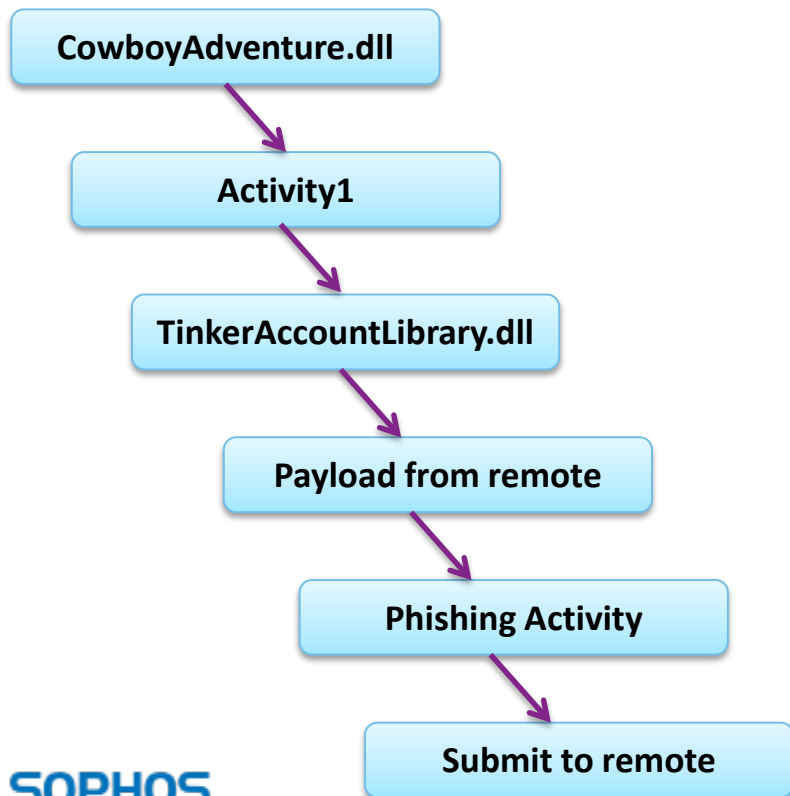 CowboyAdventure.dll
Activity1
TinkerAccountLibrary.dll
Payload from remote
Phishing Activity
Submit to remote
SOPHOS